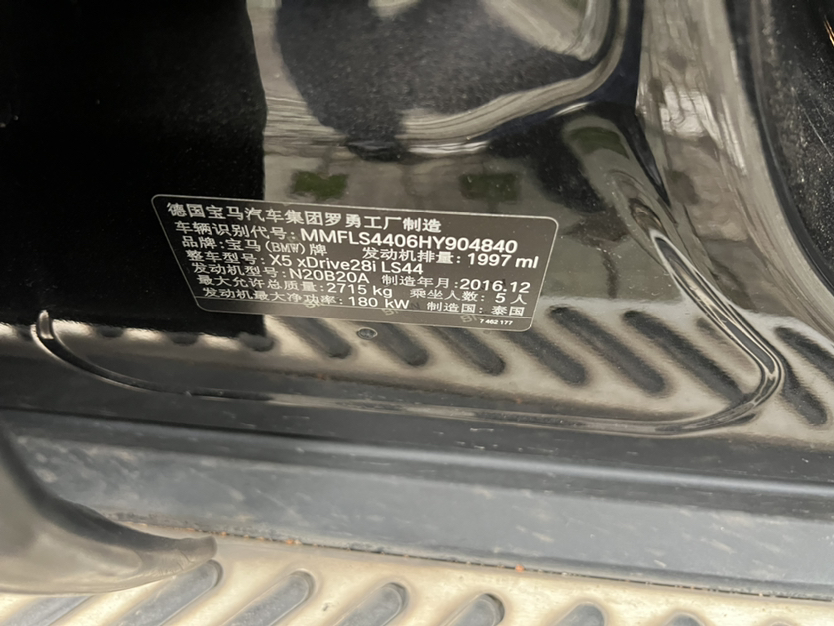 德国宝马汽车集团罗勇工厂制造
车辆识别代号: MMFLS4406HY904840
品牌: 宝马(BMW)牌 发动机排量: 1997 ml
整车型号: X5 xDrive28i LS44
发动机型号: N20B20A 制造年月: 2016.12
最大允许总质量: 2715 kg 乘坐人数: 5 人
发动机最大净功率: 180 kW 制造国: 泰国
7 462 177